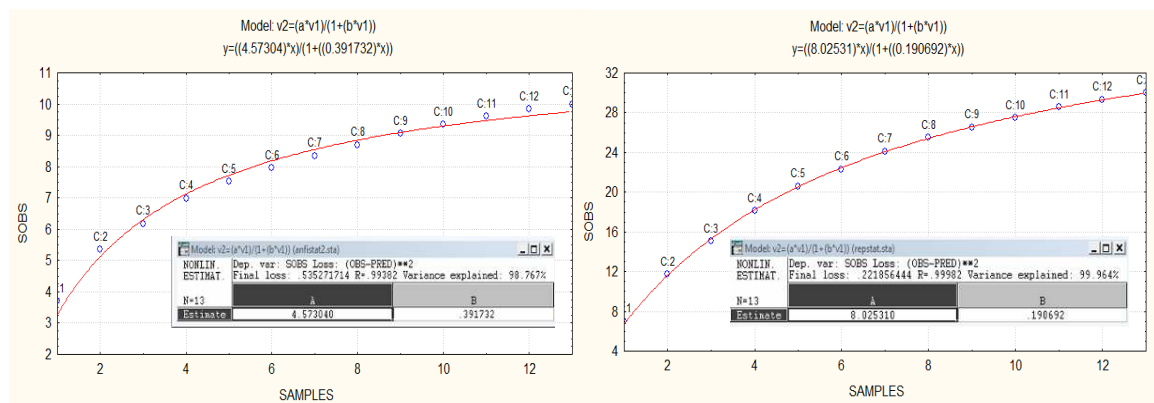 Model: v2=(a*v1)/(1+(b*v1))
y=((4.57304)*x)/(1+((0.391732)*x))
11
10
9
8
7
6
5
4
3
2
SOBS
1
C:2
C:3
C:4
C:5
C:6
C:7
C:8
C:9
C:10
C:11
C:12
C:
Model: v2=(a*v1)/(1+(b*v1)) (anfistat2.sta)
NONLIN. Dep. var: SOBS Loss: (OBS-PRED)**2
ESTIMAT. Final loss: .535271714 R=.99382 Variance explained: 98.767%
N=13 A B
Estimate 4.573040 .391732
2 4 6 8 10 12
SAMPLES
Model: v2=(a*v1)/(1+(b*v1))
y=((8.02531)*x)/(1+((0.190692)*x))
32
28
24
20
16
12
8
4
SOBS
1
C:2
C:3
C:4
C:5
C:6
C:7
C:8
C:9
C:10
C:11
C:12
C:
Model: v2=(a*v1)/(1+(b*v1)) (repstat.sta)
NONLIN. Dep. var: SOBS Loss: (OBS-PRED)**2
ESTIMAT. Final loss: .221856444 R=.99982 Variance explained: 99.964%
N=13 A B
Estimate 8.025310 .190692
2 4 6 8 10 12
SAMPLES